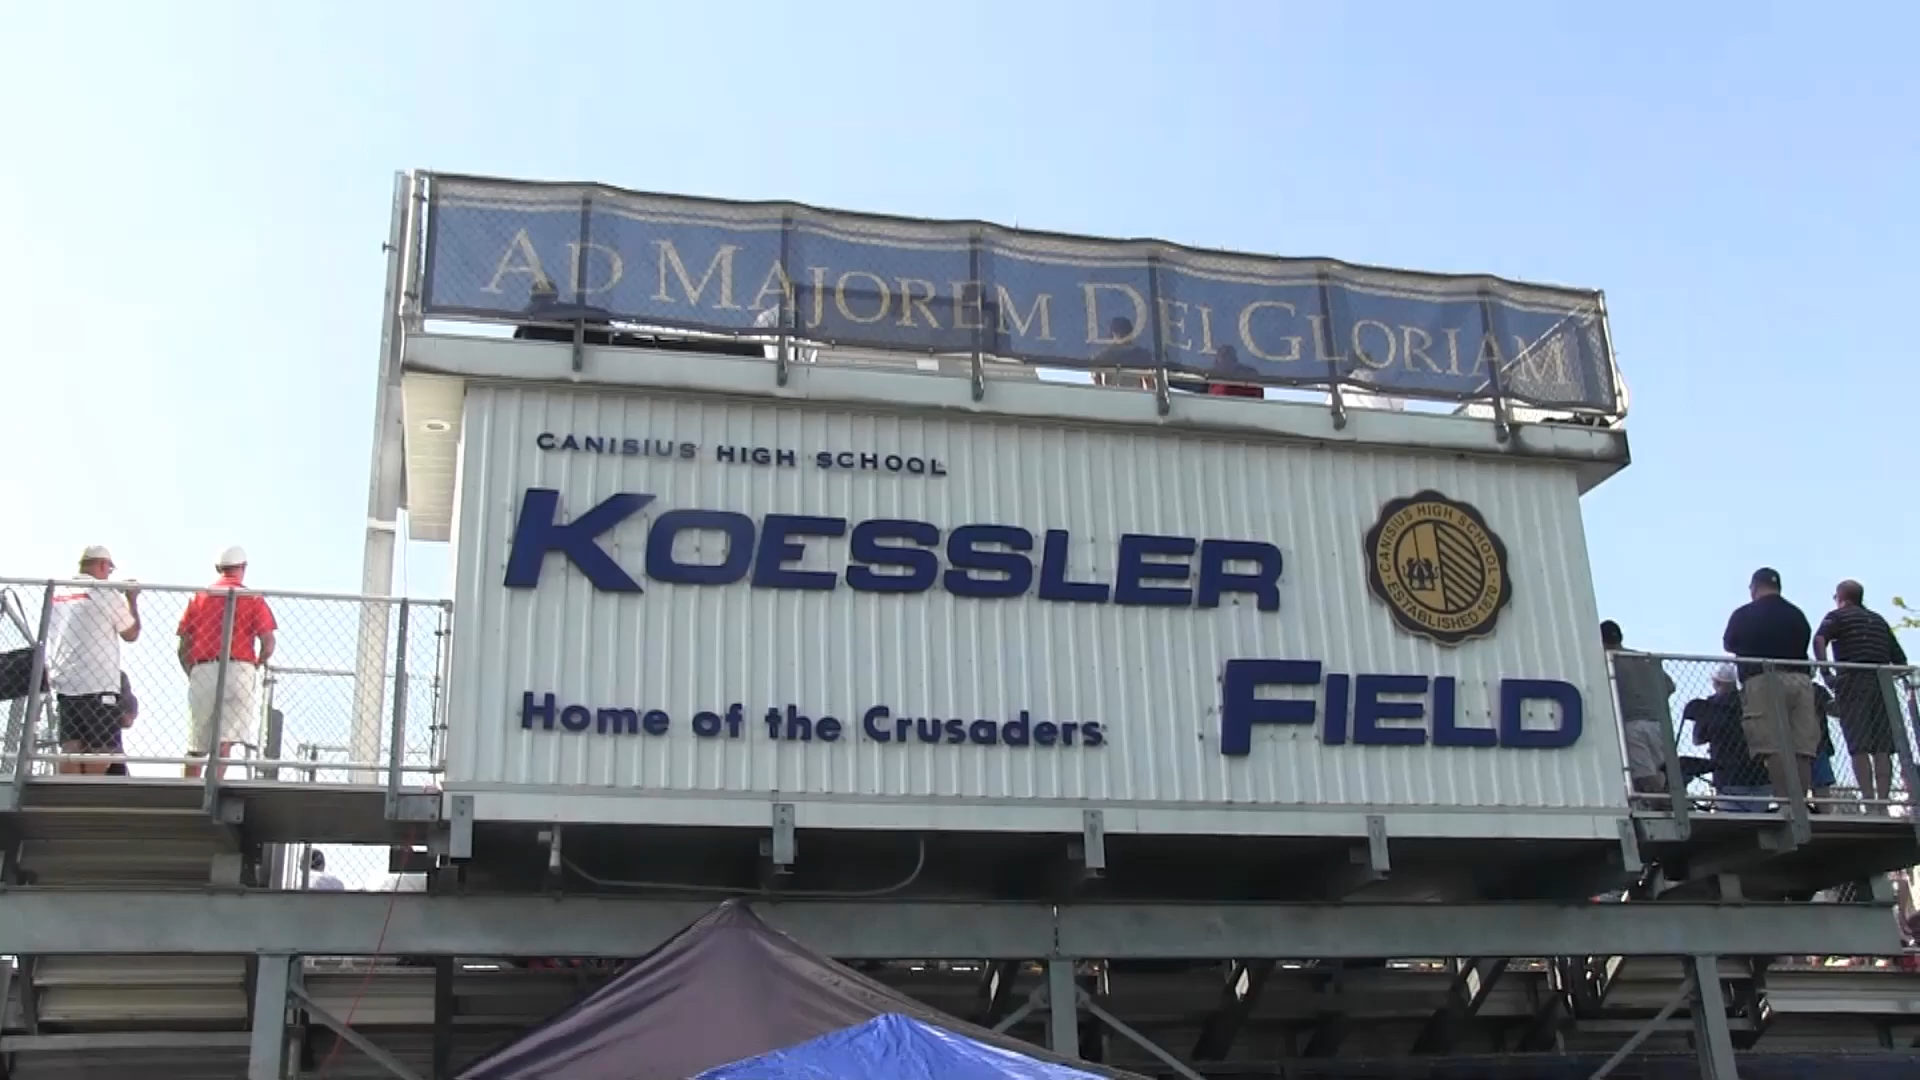 AD MAJOREM DEI GLORIAM
CANISIUS HIGH SCHOOL
KOESSLER
CANISIUS HIGH SCHOOL
ESTABLISHED 1870
FIELD
Home of the Crusaders